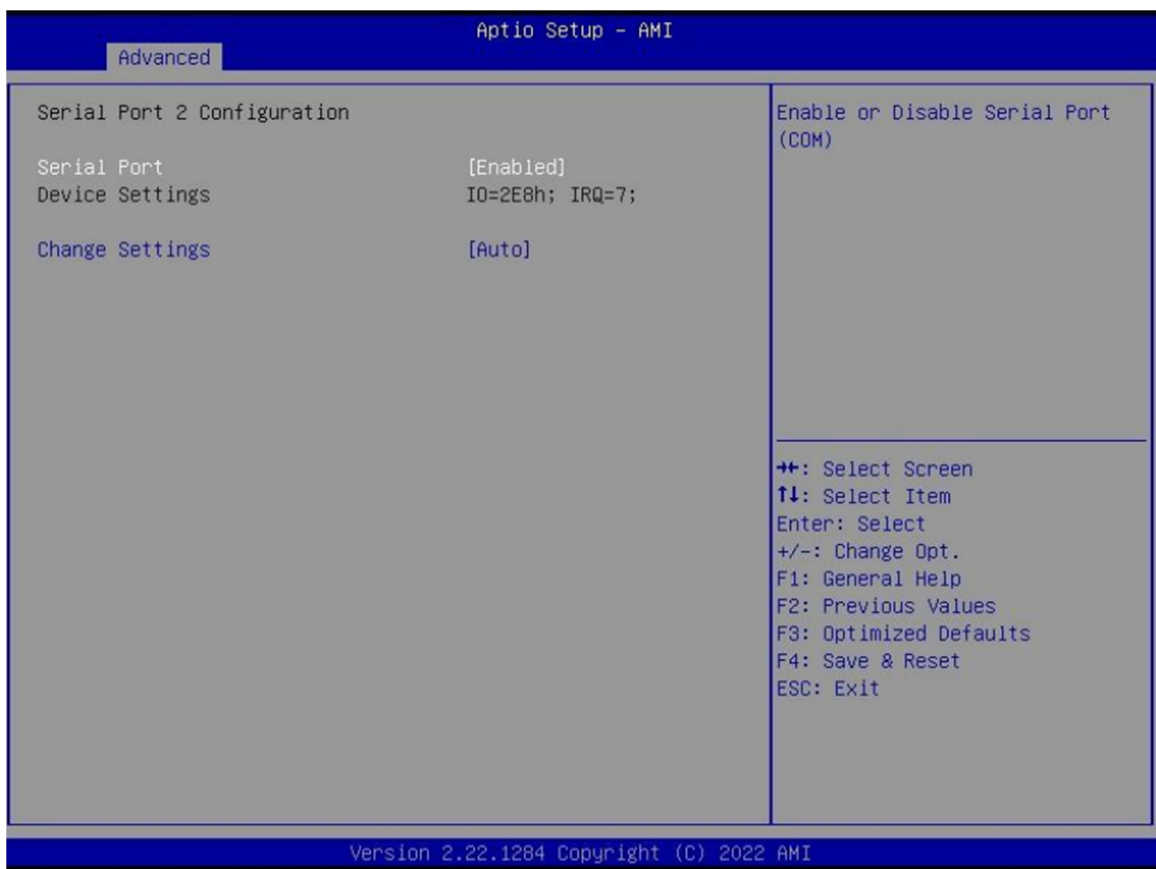 Aptio Setup – AMI
Advanced
Serial Port 2 Configuration
Serial Port [Enabled]
Device Settings IO=2E8h; IRQ=7;
Change Settings [Auto]
Enable or Disable Serial Port
(COM)
→←: Select Screen
↑↓: Select Item
Enter: Select
+/-: Change Opt.
F1: General Help
F2: Previous Values
F3: Optimized Defaults
F4: Save & Reset
ESC: Exit
Version 2.22.1284 Copyright (C) 2022 AMI